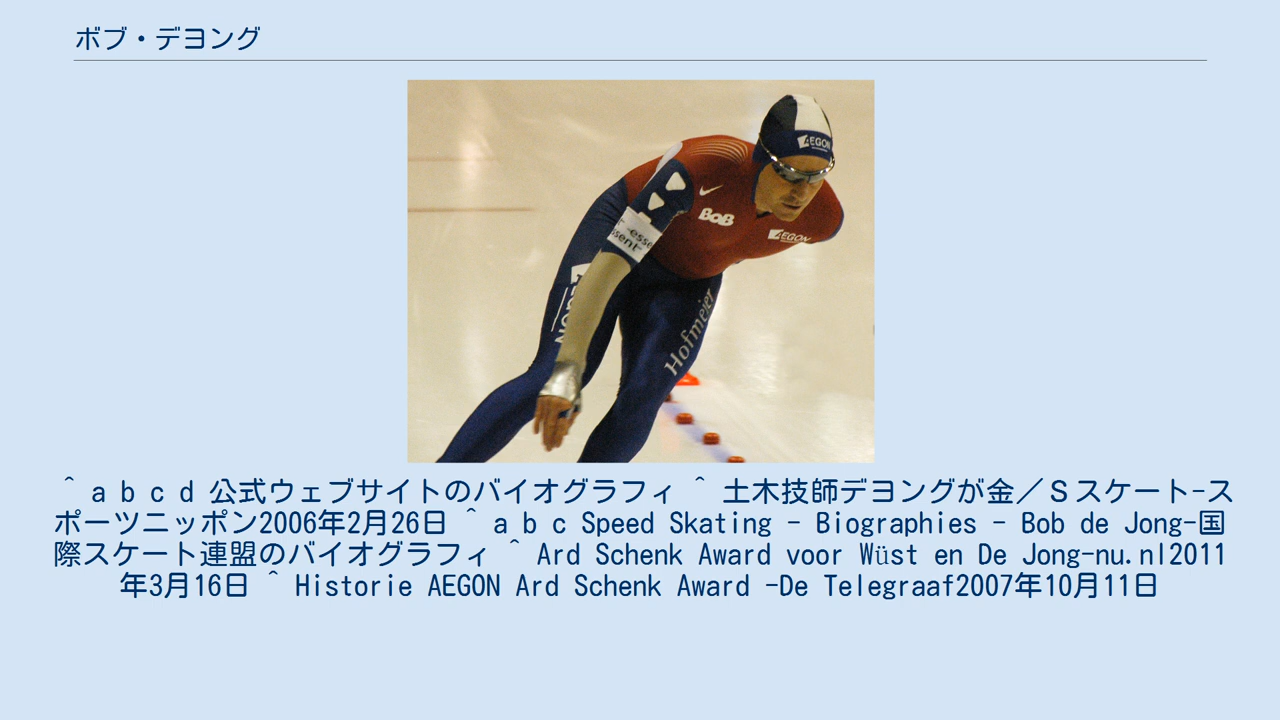 ボブ・デヨング
AEGON
BOB
AEGON
-esse
ssent
Hofmeier
^ a b c d 公式ウェブサイトのバイオグラフィ ^ 土木技師デヨングが金／Ｓスケート-ス
ポーツニッポン2006年2月26日 ^ a b c Speed Skating - Biographies - Bob de Jong-国
際スケート連盟のバイオグラフィ ^ Ard Schenk Award voor Wüst en De Jong-nu.nl2011
年3月16日 ^ Historie AEGON Ard Schenk Award -De Telegraaf2007年10月11日